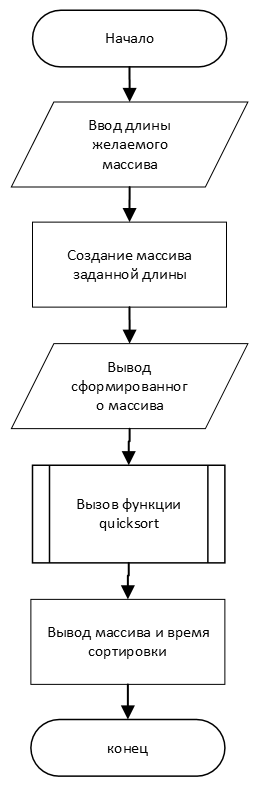 Начало
Ввод длины
желаемого
массива
Создание массива
заданной длины
Вывод
сформированног
о массива
Вызов функции
quicksort
Вывод массива и время
сортировки
конец